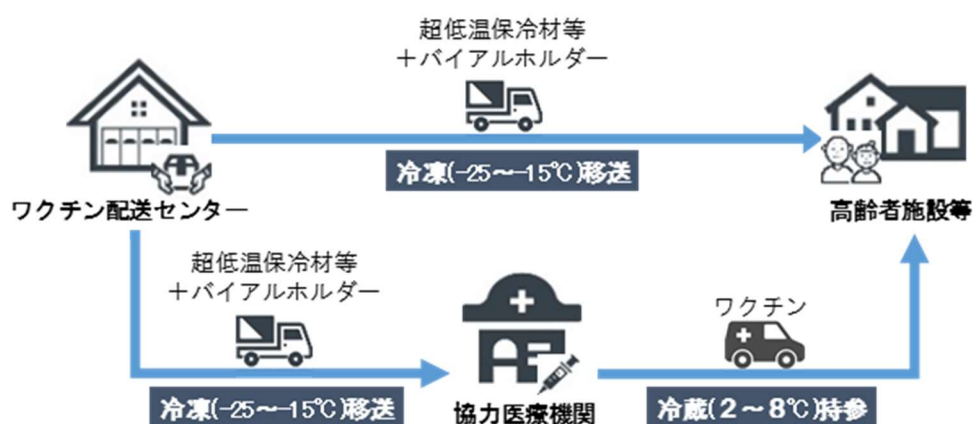 超低温保冷材等
＋バイアルホルダー
冷凍(-25～-15℃)移送
ワクチン配送センター
高齢者施設等
超低温保冷材等
＋バイアルホルダー
ワクチン
冷凍(-25～-15℃)移送
協力医療機関
冷蔵(2～8℃)持参